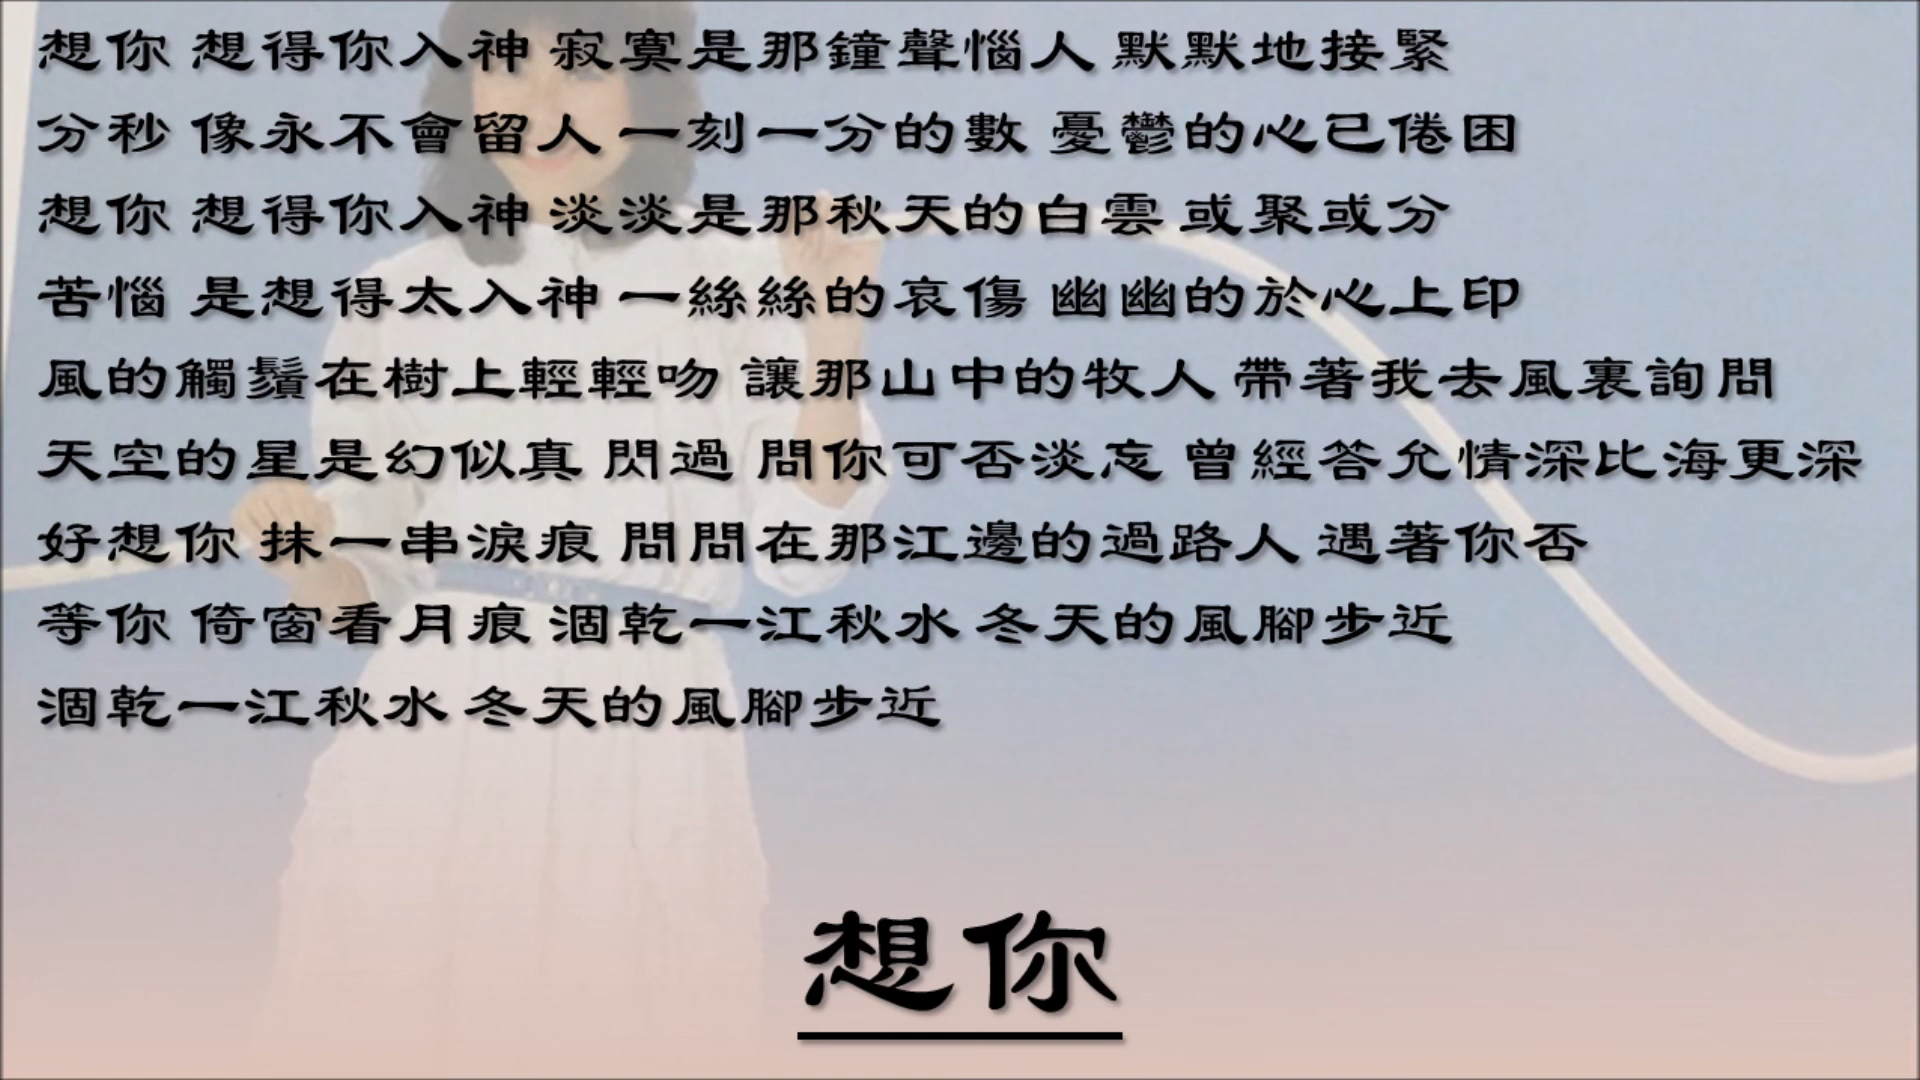 想你 想得你入神 寂寞是那鐘聲惱人 默默地接緊
分秒 像永不會留人 一刻一分的數 憂鬱的心已倦困
想你 想得你入神 淡淡是那秋天的白雲 或聚或分
苦惱 是想得太入神 一絲絲的哀傷 幽幽的於心上印
風的觸鬚在樹上輕輕吻 讓那山中的牧人 帶著我去風裏詢問
天空的星是幻似真 閃過 問你可否淡忘 曾經答允情深比海更深
好想你 抹一串淚痕 問問在那江邊的過路人 遇著你否
等你 倚窗看月痕 涸乾一江秋水 冬天的風腳步近
涸乾一江秋水 冬天的風腳步近
想你